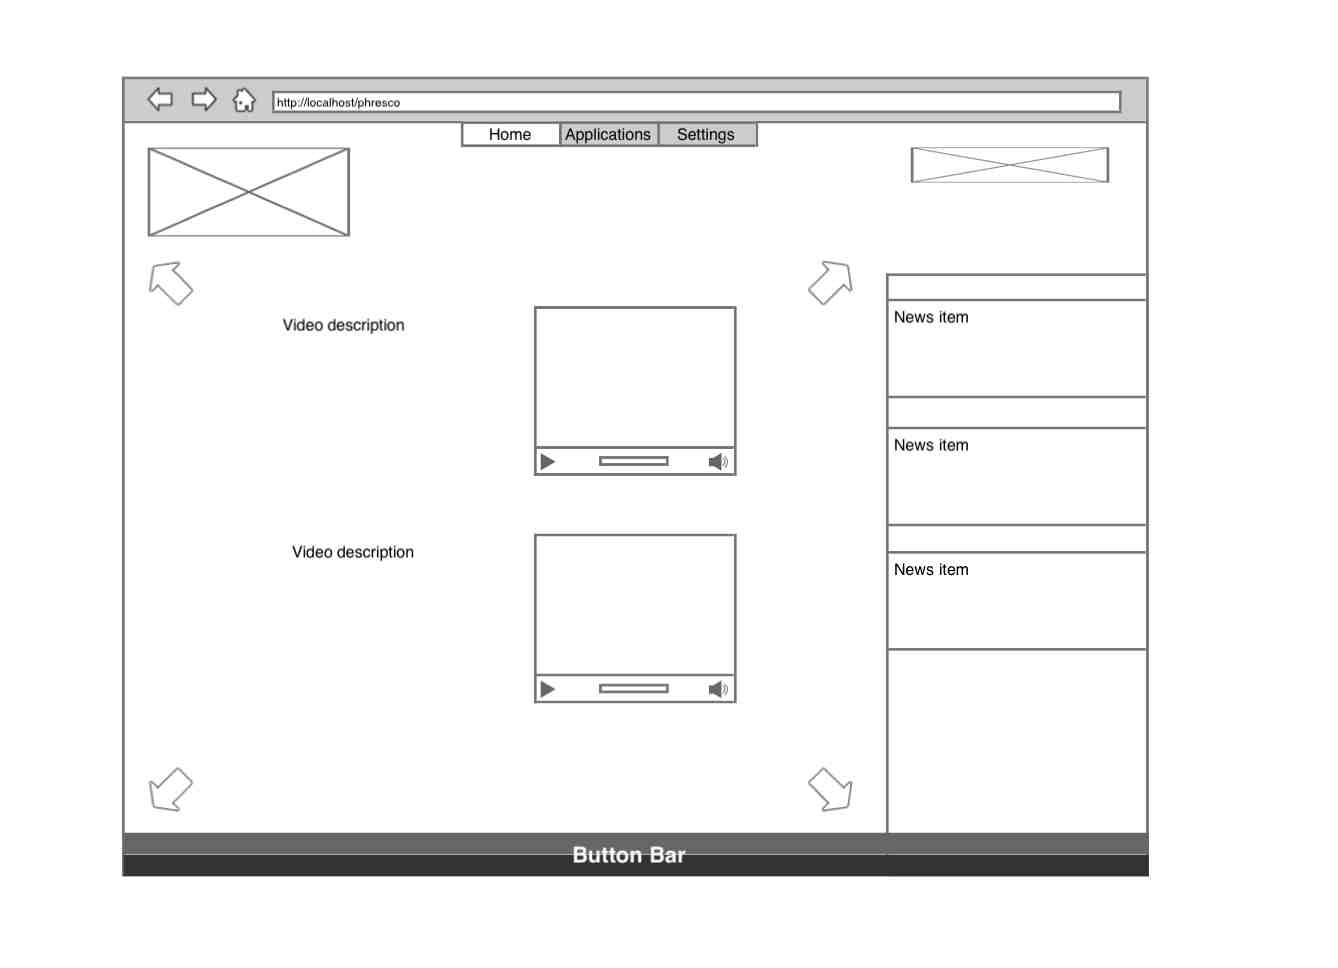 http://localhost/phresco
Home
Applications
Settings
Video description
Video description
News item
News item
News item
Button Bar